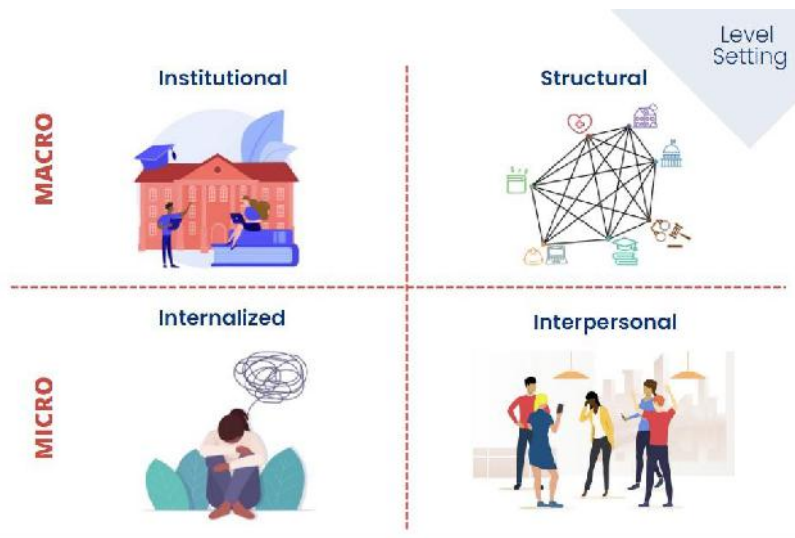 Level
Setting
Institutional
Structural
MACRO
Internalized
Interpersonal
MICRO